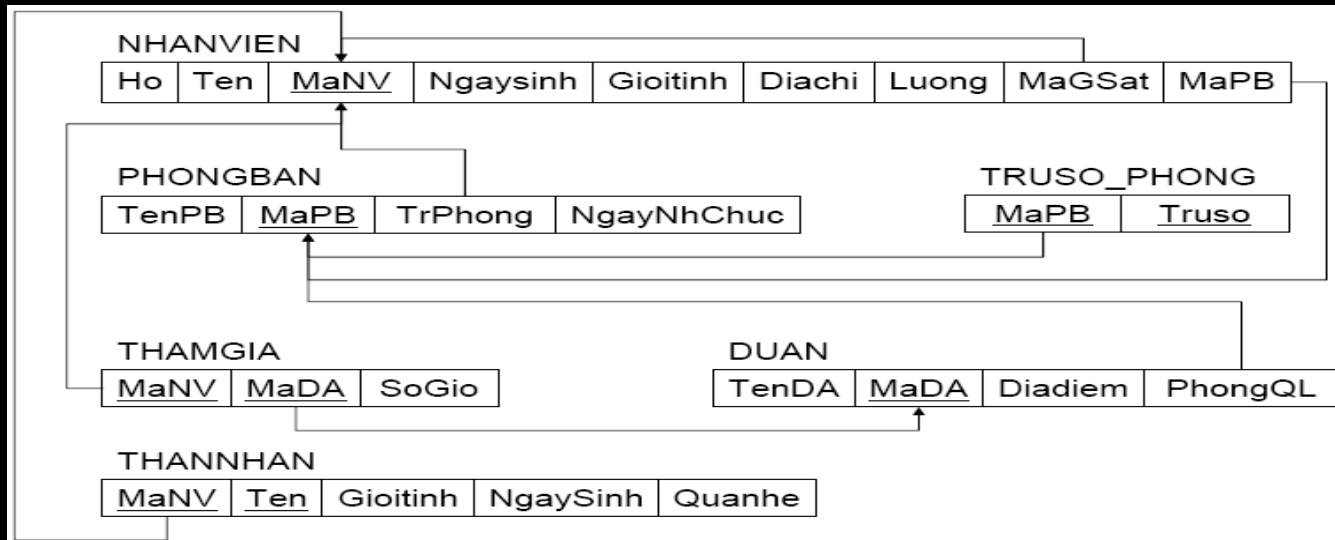 NHANVIEN
Ho Ten MaNV Ngaysinh Gioitinh Diachi Luong MaGSat MaPB
PHONGBAN
TenPB MaPB TrPhong NgayNhChuc
TRUSO_PHONG
MaPB Truso
THAMGIA
MaNV MaDA SoGio
DUAN
TenDA MaDA Diadiem PhongQL
THANNHAN
MaNV Ten Gioitinh NgaySinh Quanhe